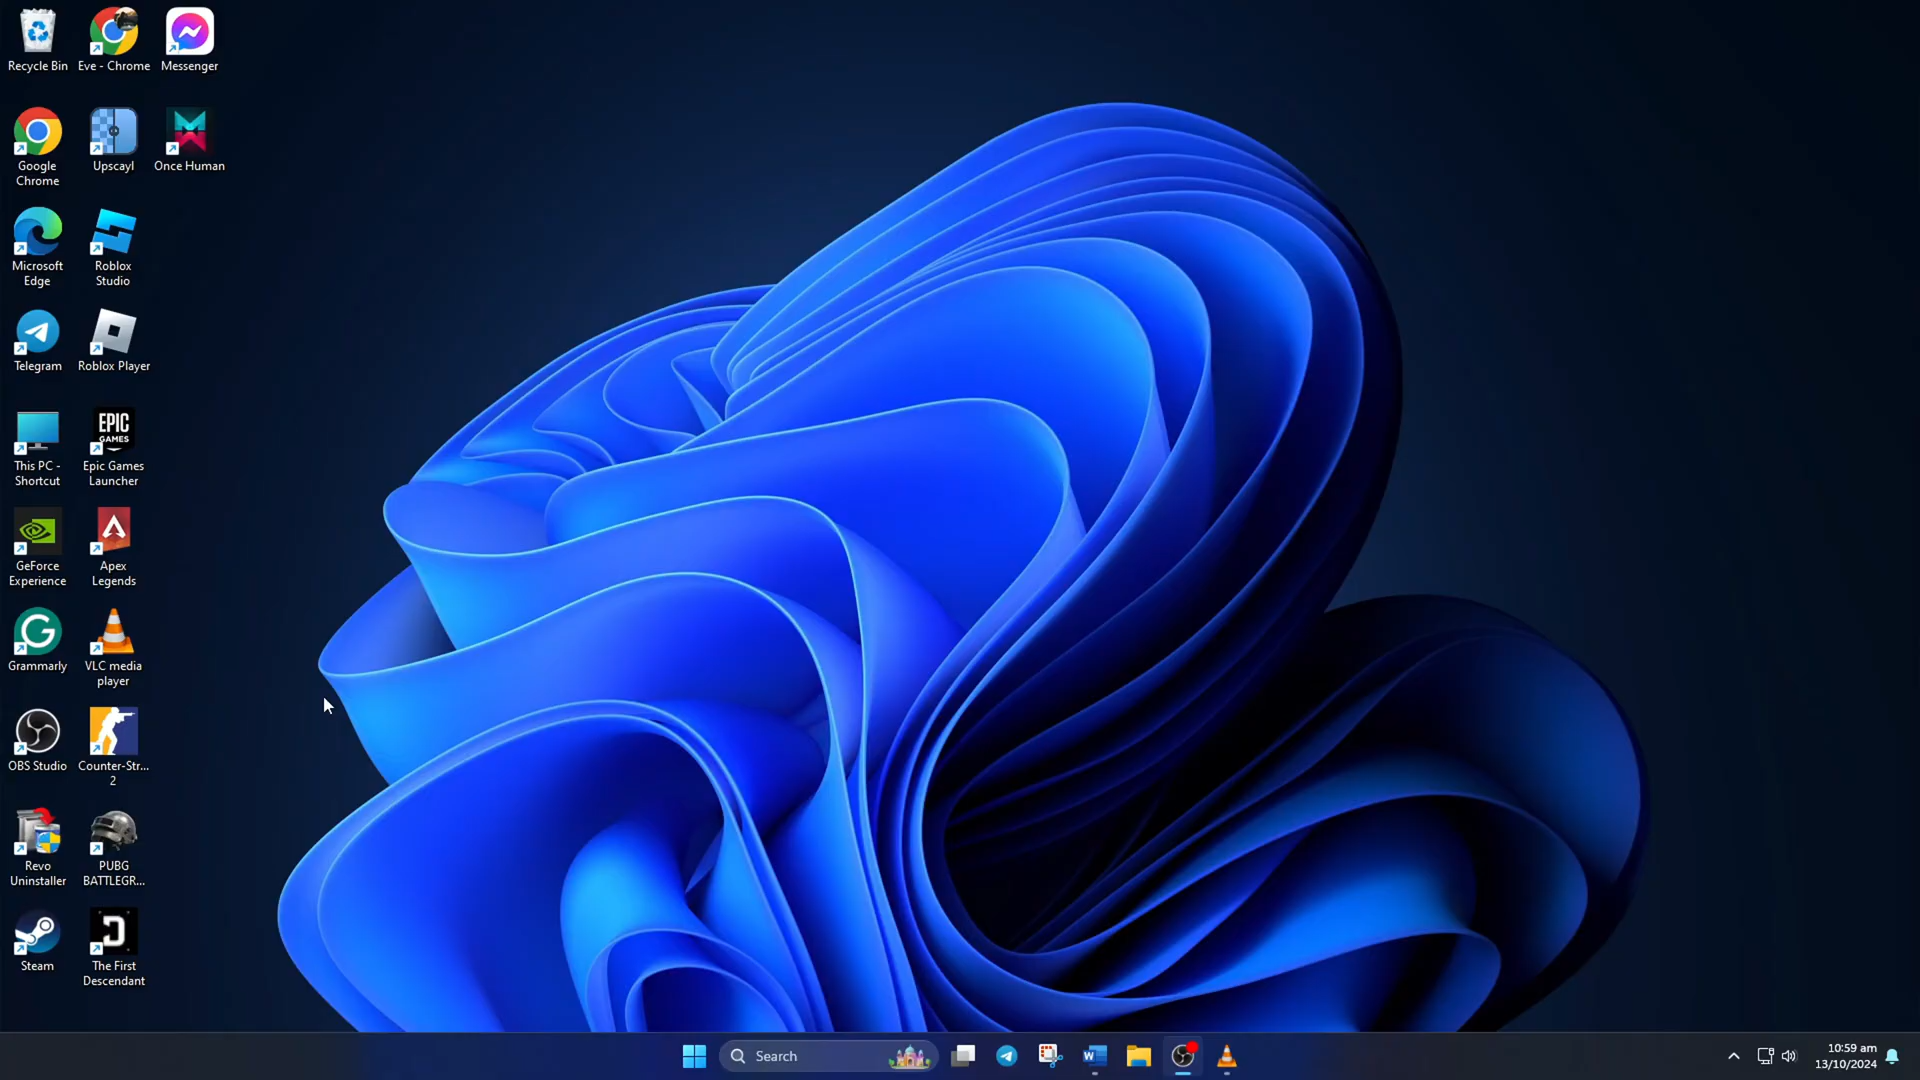 Recycle Bin
Eve - Chrome
Messenger
Google
Chrome
Upscayl
Once Human
Microsoft
Edge
Roblox
Studio
Telegram
Roblox Player
This PC -
Shortcut
EPIC
GAMES
Epic Games
Launcher
GeForce
Experience
Apex
Legends
Grammarly
VLC media
player
OBS Studio
Counter-Str...
2
Revo
Uninstaller
PUBG
BATTLEGR...
Steam
The First
Descendant
Search
W
10:59 am
13/10/2024